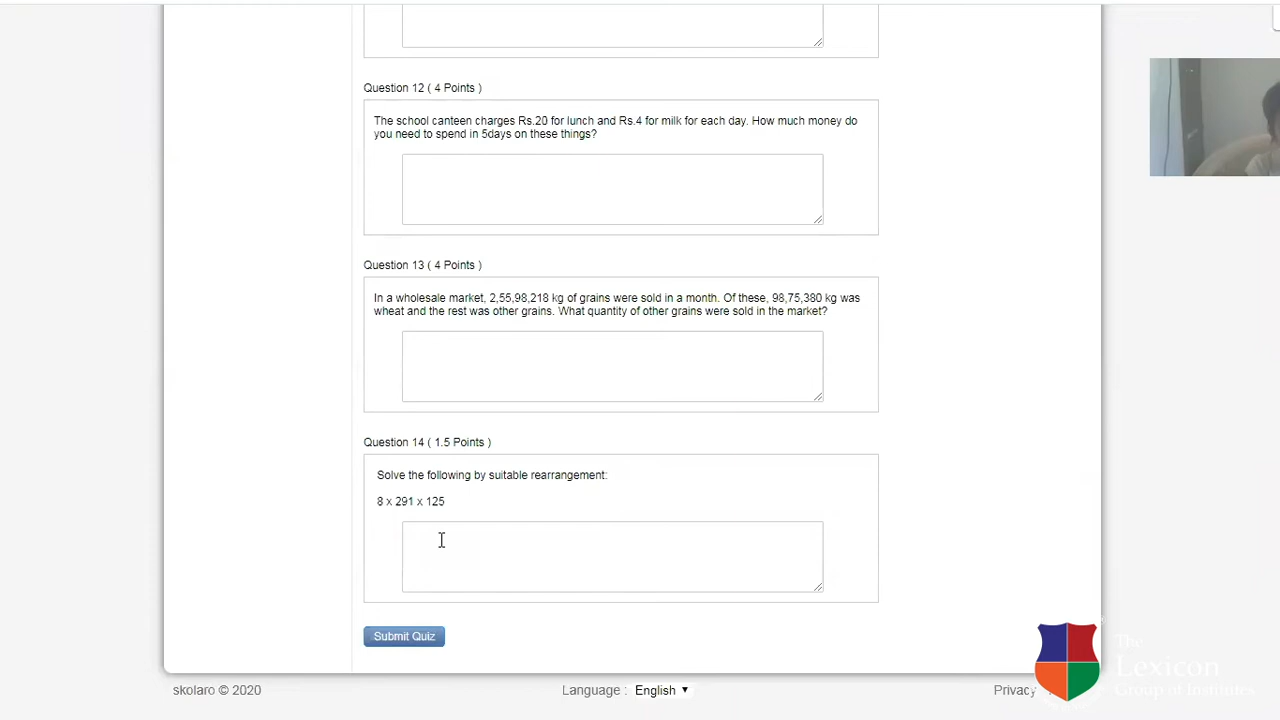 Question 12 ( 4 Points )
The school canteen charges Rs.20 for lunch and Rs.4 for milk for each day. How much money do
you need to spend in 5days on these things?
Question 13 ( 4 Points )
In a wholesale market, 2,55,98,218 kg of grains were sold in a month. Of these, 98,75,380 kg was
wheat and the rest was other grains. What quantity of other grains were sold in the market?
Question 14 ( 1.5 Points )
Solve the following by suitable rearrangement:
8 x 291 x 125
Submit Quiz
skolaro © 2020
Language : English ▼
Privacy
The
Lexicon
Group of Institutes